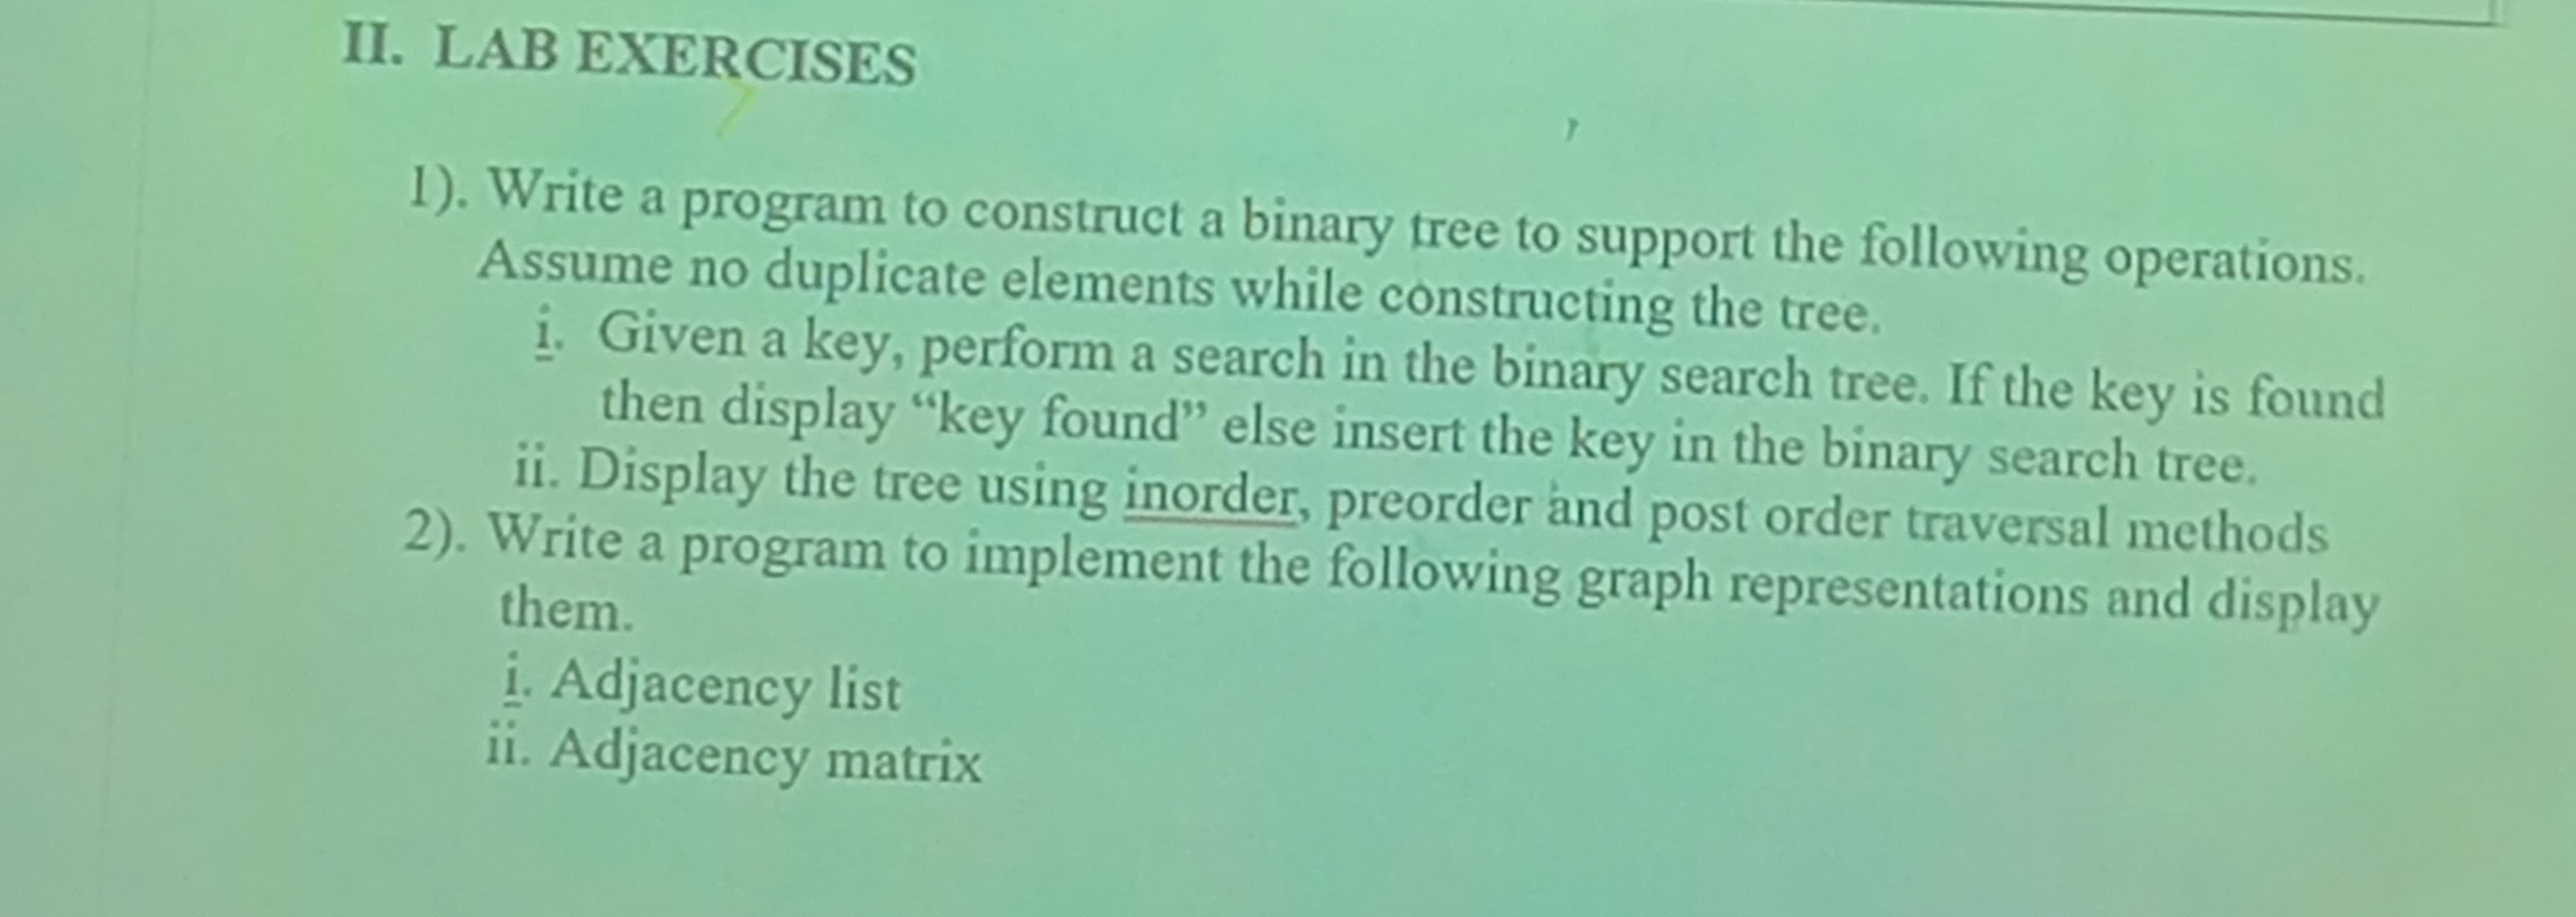 II. LAB EXERCISES
1). Write a program to construct a binary tree to support the following operations.
Assume no duplicate elements while constructing the tree.
i. Given a key, perform a search in the binary search tree. If the key is found
then display “key found” else insert the key in the binary search tree.
ii. Display the tree using inorder, preorder and post order traversal methods
2). Write a program to implement the following graph representations and display
them.
i. Adjacency list
ii. Adjacency matrix